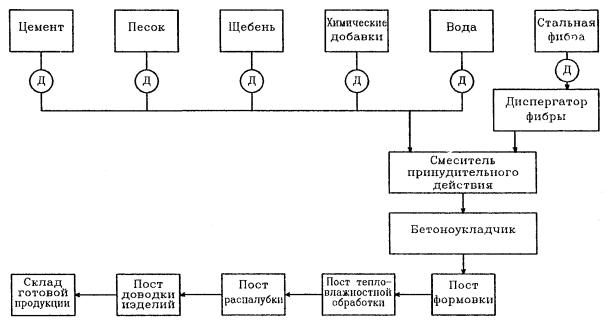 Цемент
Песок
Щебень
Химические
добавки
Вода
Стальная
фибра
Д
Д
Д
Д
Д
Д
Диспергатор
фибры
Смеситель
принудительного
действия
Бетоноукладчик
Склад
готовой
продукции
Пост
доводки
изделий
Пост
распалубки
Пост тепло-
влажностной
обработки
Пост
формовки